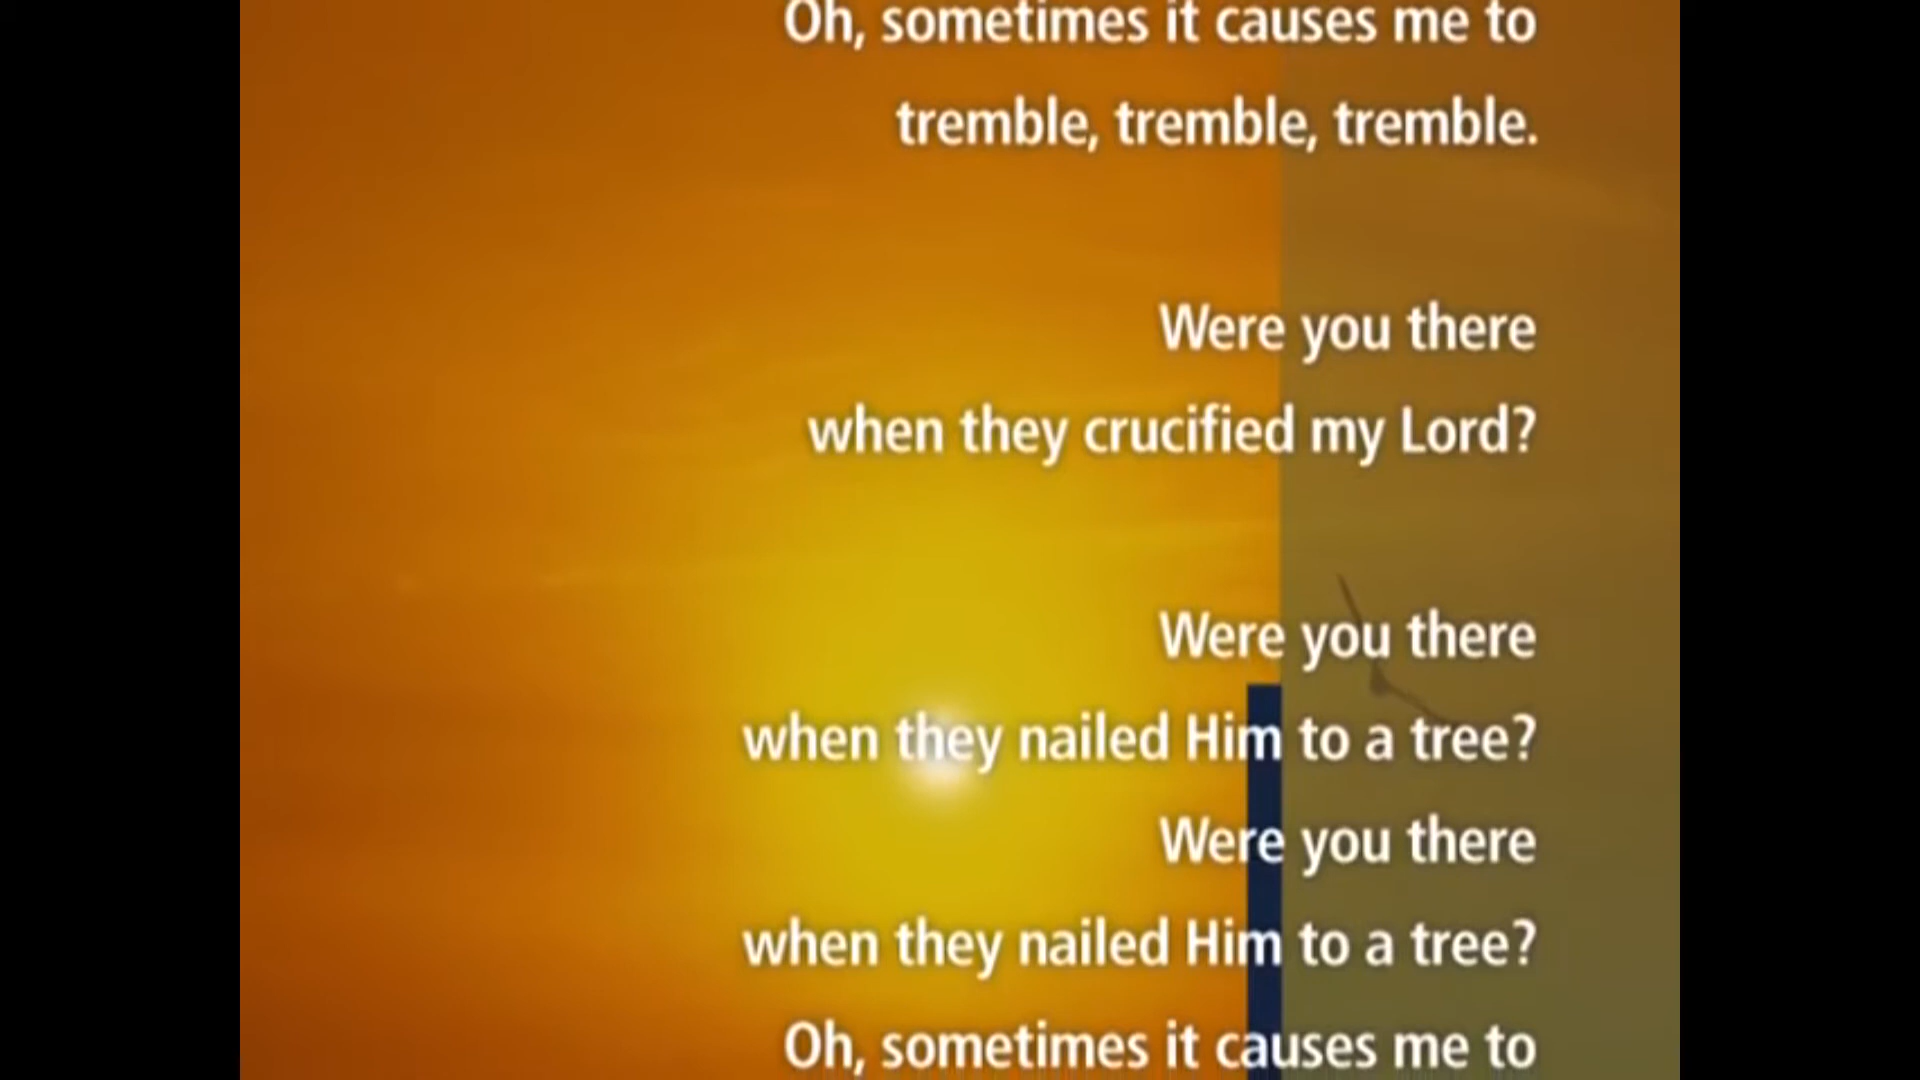 Oh, sometimes it causes me to
tremble, tremble, tremble.
Were you there
when they crucified my Lord?
Were you there
when they nailed Him to a tree?
Were you there
when they nailed Him to a tree?
Oh, sometimes it causes me to